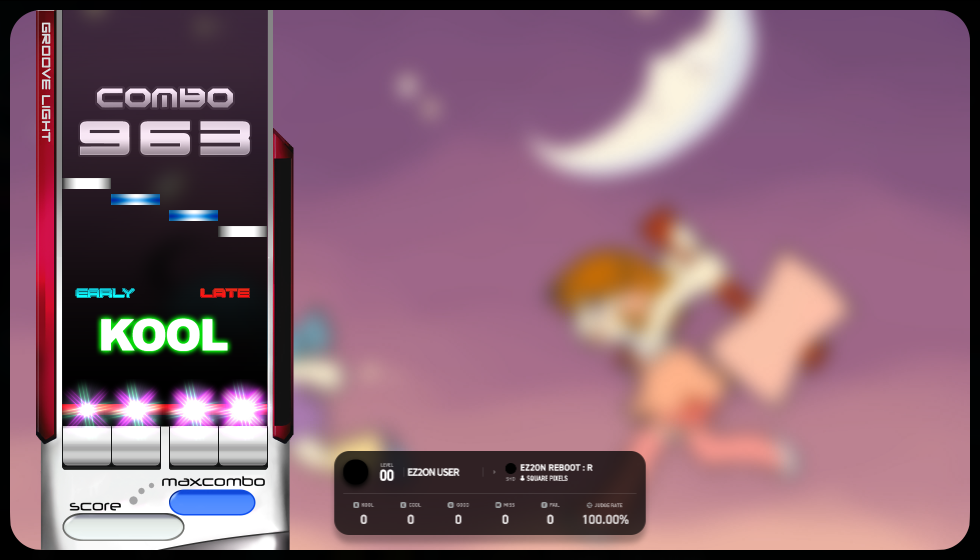 GROOVE LIGHT
COMBO
963
EARLY LATE
KOOL
maxcombo
score
LEVEL
00 EZ2ON USER
EZ2ON REBOOT : R
SQUARE PIXELS
KOOL COOL GOOD MISS FAIL JUDGE RATE
0 0 0 0 0 100.00%